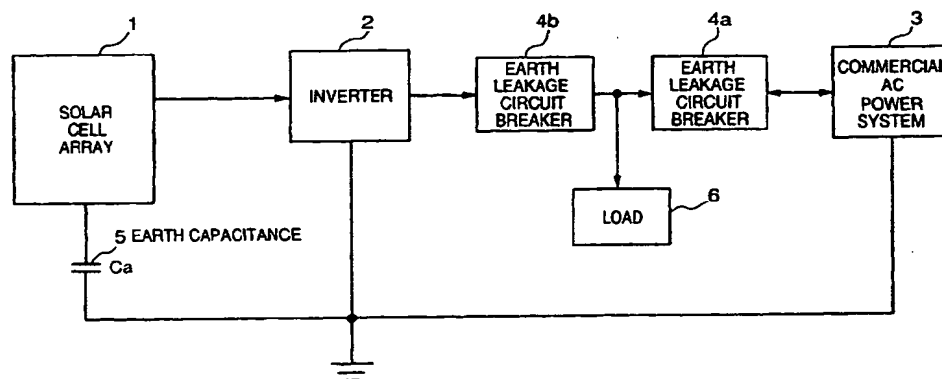 1
2
4b
4a
3
SOLAR
CELL
ARRAY
INVERTER
EARTH
LEAKAGE
CIRCUIT
BREAKER
EARTH
LEAKAGE
CIRCUIT
BREAKER
COMMERCIAL
AC
POWER
SYSTEM
LOAD
6
5 EARTH CAPACITANCE
Ca